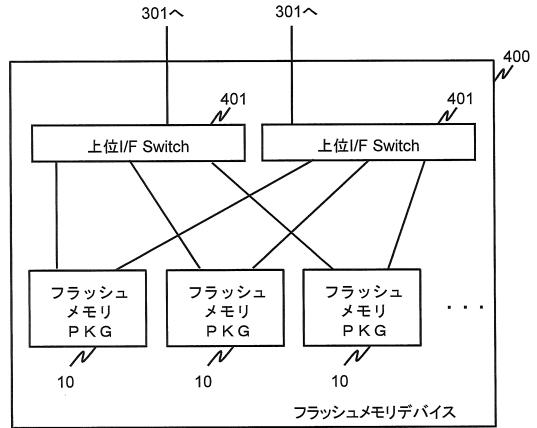 301へ
301へ
400
401
401
上位I/F Switch
上位I/F Switch
フラッシュ
メモリ
ＰＫＧ
フラッシュ
メモリ
ＰＫＧ
フラッシュ
メモリ
ＰＫＧ
・・・
10
10
10
フラッシュメモリデバイス